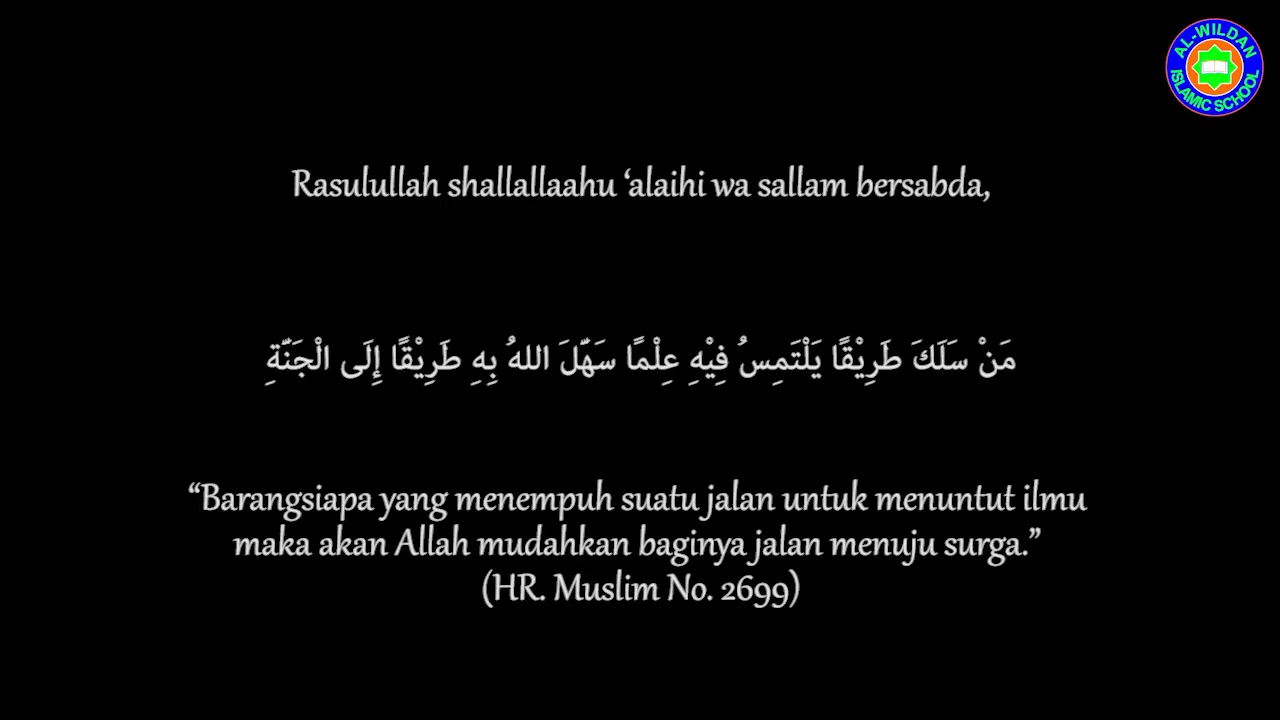 AL-WILDAN
ISLAMIC SCHOOL
Rasulullah shallallaahu ‘alaihi wa sallam bersabda,
مَنْ سَلَكَ طَرِيْقًا يَلْتَمِسُ فِيْهِ عِلْمًا سَهَّلَ اللهُ بِهِ طَرِيْقًا إِلَى الْجَنَّةِ
“Barangsiapa yang menempuh suatu jalan untuk menuntut ilmu
maka akan Allah mudahkan baginya jalan menuju surga.”
(HR. Muslim No. 2699)